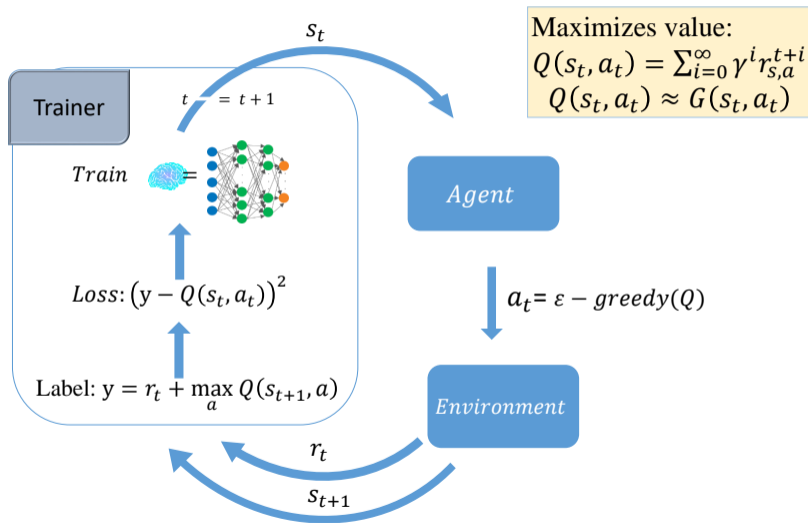 s_t
Maximizes value:
Q(s_t, a_t) = ∑_{i=0}^{∞} γ^i r_{s,a}^{t+i}
Q(s_t, a_t) ≈ G(s_t, a_t)
Trainer
t = t + 1
Train =
Agent
Loss: (y − Q(s_t, a_t))^2
a_t = ε − greedy(Q)
Label: y = r_t + max_a Q(s_{t+1}, a)
Environment
r_t
s_{t+1}